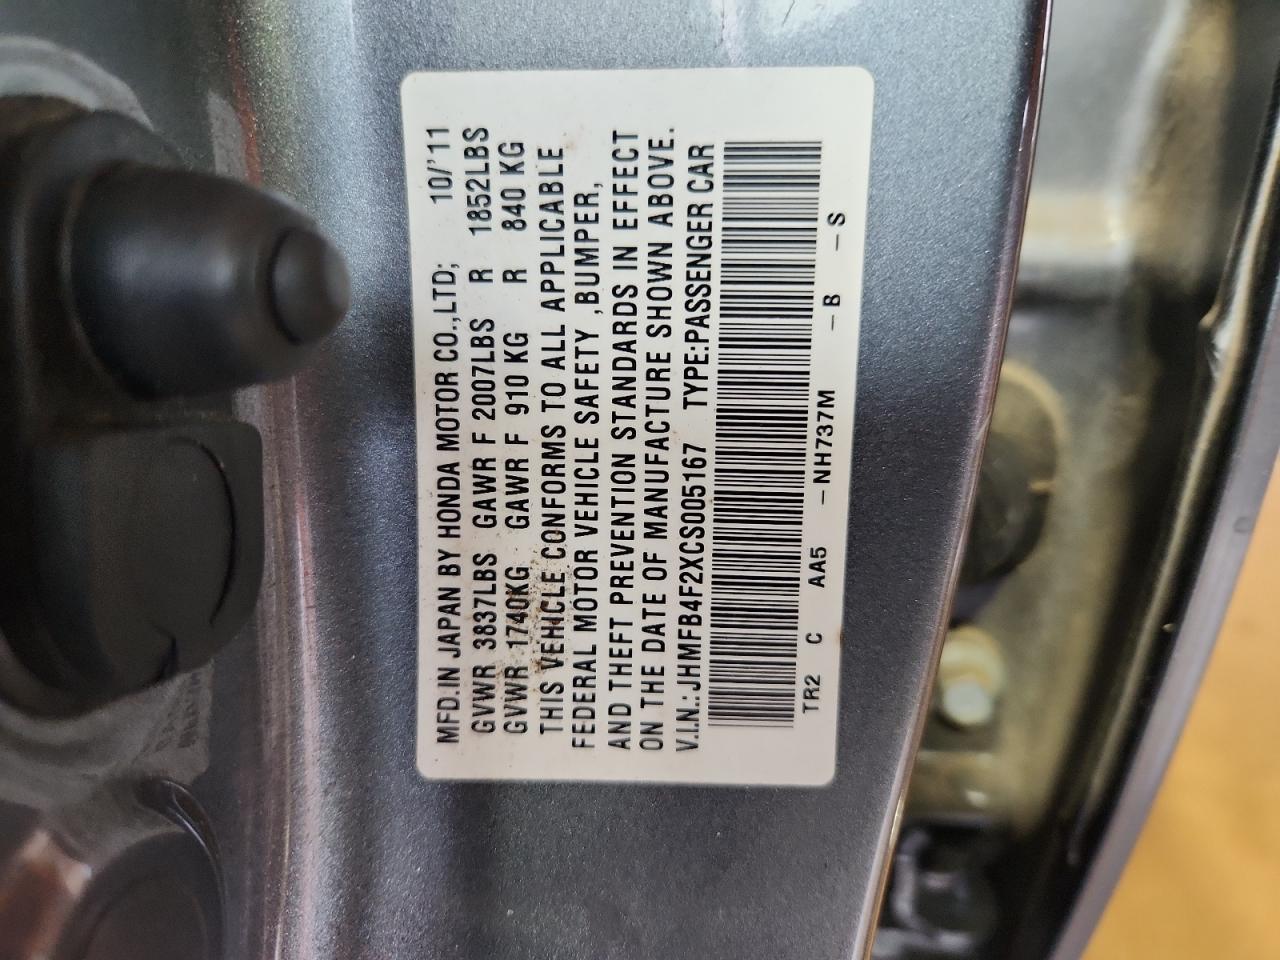 MFD.IN JAPAN BY HONDA MOTOR CO.,LTD; 10/'11
GVWR 3837LBS GAWR F 2007LBS R 1852LBS
GVWR 1740KG GAWR F 910 KG R 840 KG
THIS VEHICLE CONFORMS TO ALL APPLICABLE
FEDERAL MOTOR VEHICLE SAFETY ,BUMPER,
AND THEFT PREVENTION STANDARDS IN EFFECT
ON THE DATE OF MANUFACTURE SHOWN ABOVE.
V.I.N.: JHMFB4F2XCS005167 TYPE:PASSENGER CAR
TR2 C AA5 -NH737M -B -S